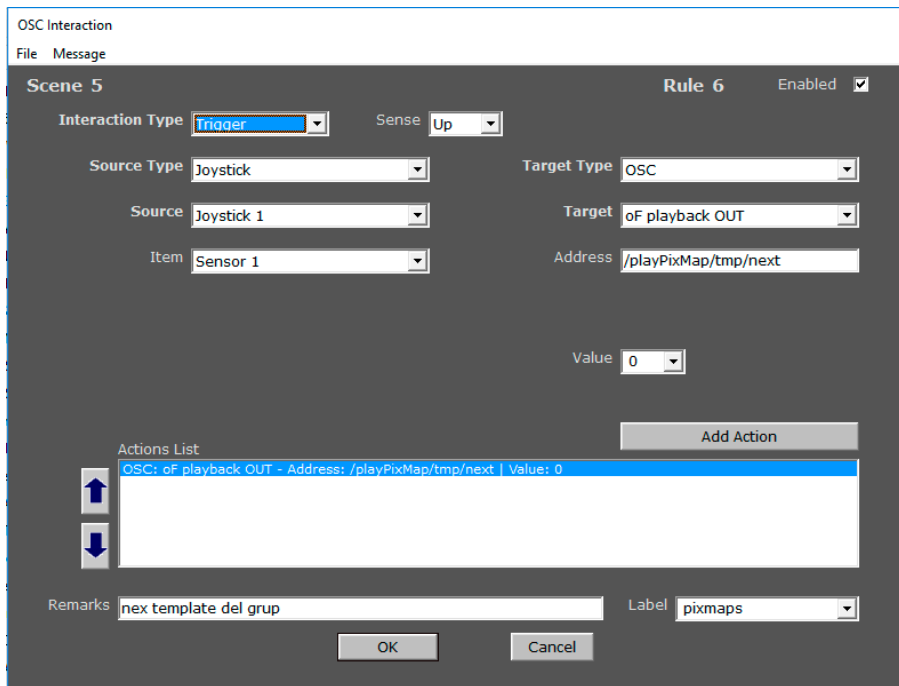 OSC Interaction
File Message
Scene 5 Rule 6 Enabled
Interaction Type Trigger Sense Up
Source Type Joystick Target Type OSC
Source Joystick 1 Target oF playback OUT
Item Sensor 1 Address /playPixMap/tmp/next
Value 0
Add Action
Actions List
OSC: oF playback OUT - Address: /playPixMap/tmp/next | Value: 0
Remarks nex template del grup Label pixmaps
OK Cancel